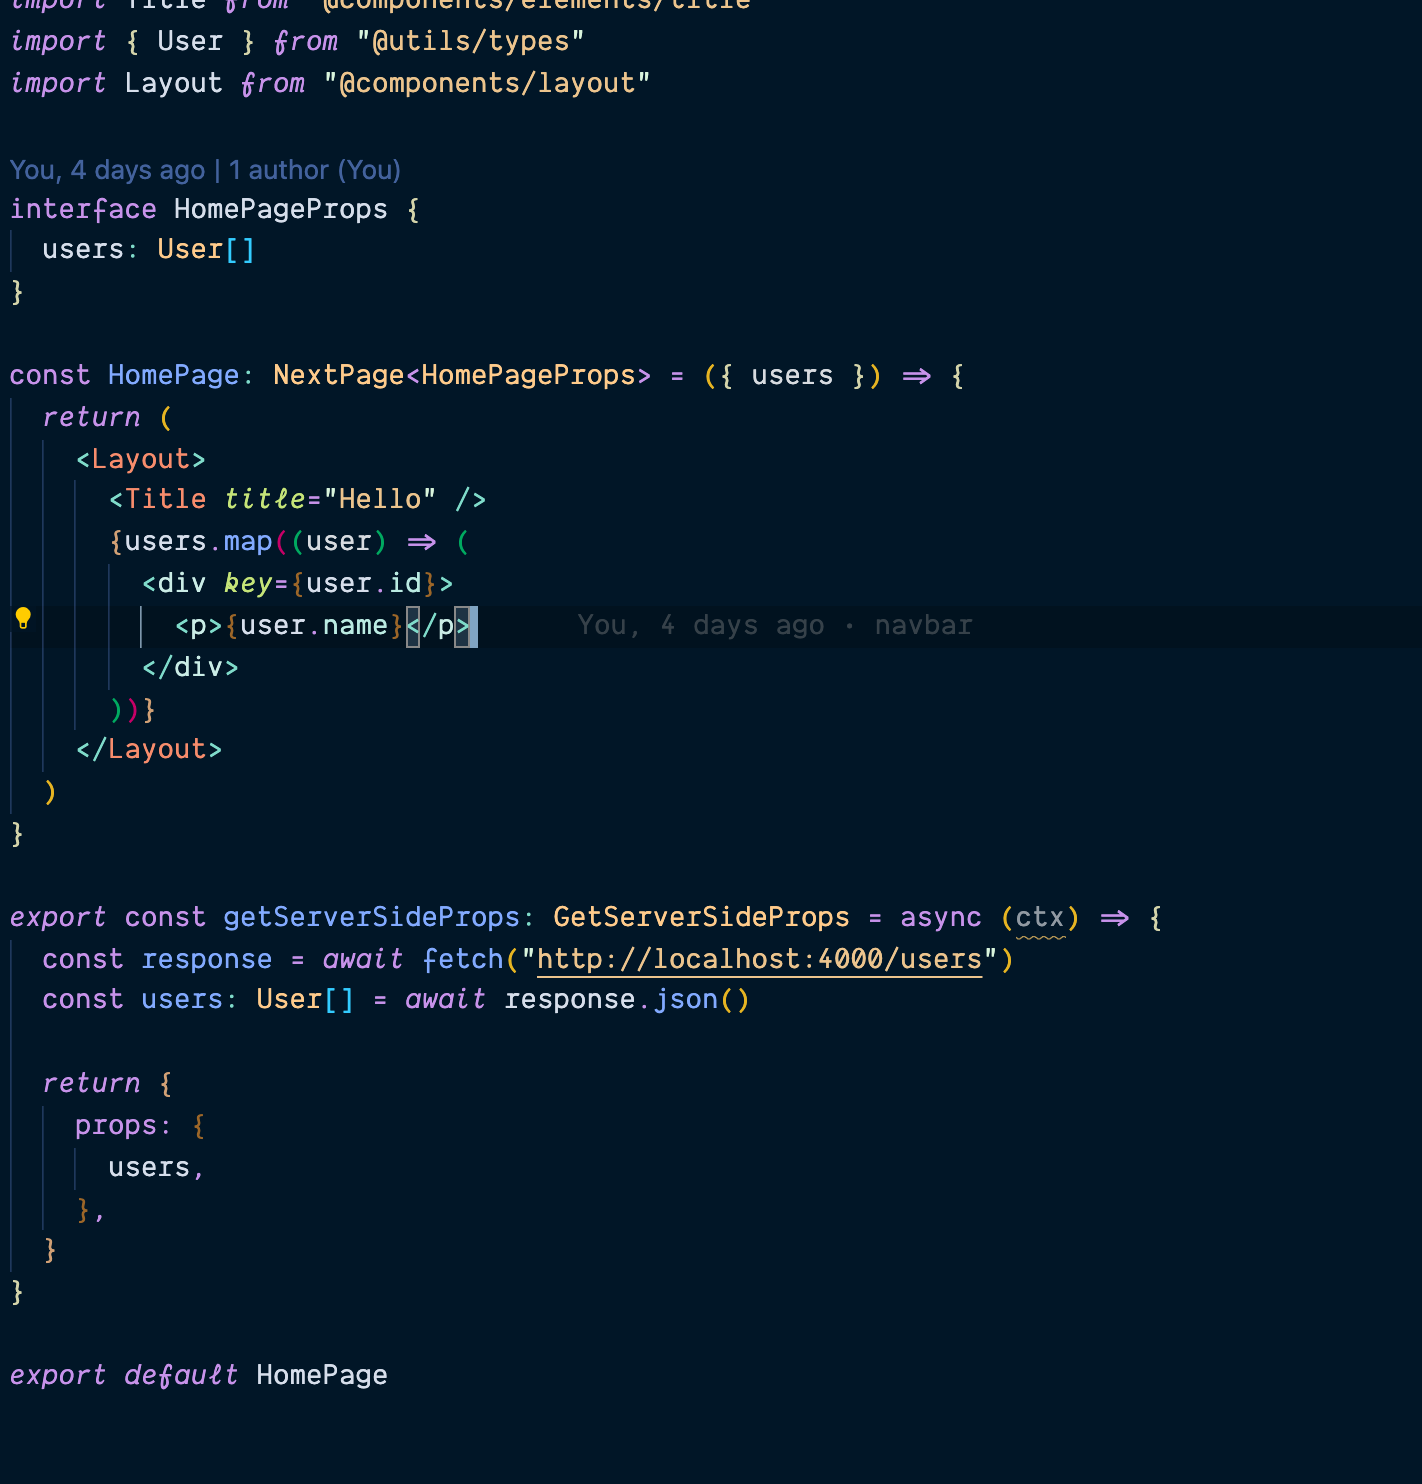 import Title from "@components/elements/title"
import { User } from "@utils/types"
import Layout from "@components/layout"
You, 4 days ago | 1 author (You)
interface HomePageProps {
  users: User[]
}
const HomePage: NextPage<HomePageProps> = ({ users }) => {
  return (
    <Layout>
      <Title title="Hello" />
      {users.map((user) => (
        <div key={user.id}>
          <p>{user.name}</p>      You, 4 days ago · navbar
        </div>
      ))}
    </Layout>
  )
}
export const getServerSideProps: GetServerSideProps = async (ctx) => {
  const response = await fetch("http://localhost:4000/users")
  const users: User[] = await response.json()
  return {
    props: {
      users,
    },
  }
}
export default HomePage